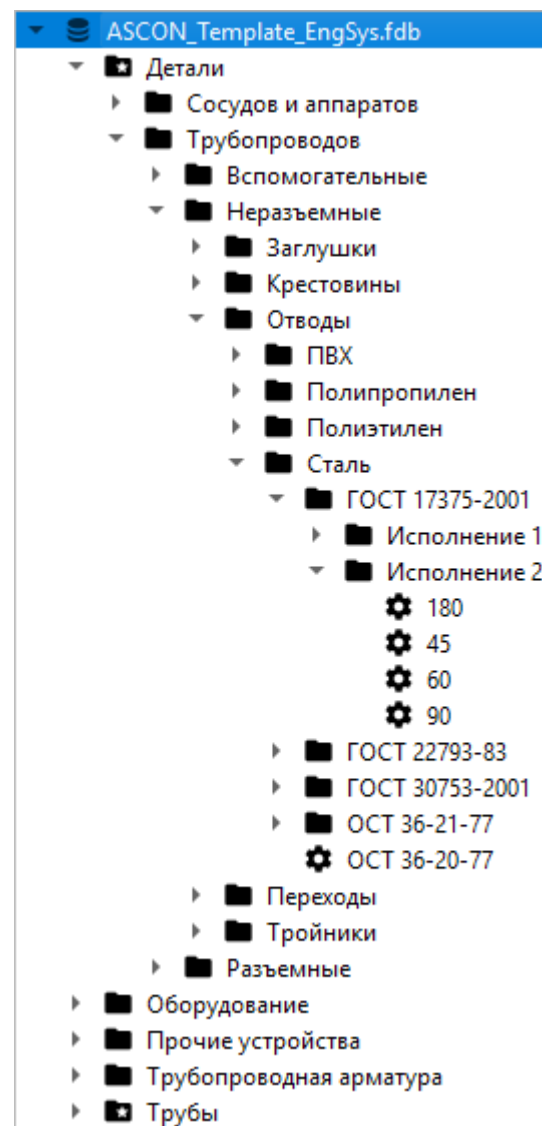 ASCON_Template_EngSys.fdb
Детали
Сосудов и аппаратов
Трубопроводов
Вспомогательные
Неразъемные
Заглушки
Крестовины
Отводы
ПВХ
Полипропилен
Полиэтилен
Сталь
ГОСТ 17375-2001
Исполнение 1
Исполнение 2
180
45
60
90
ГОСТ 22793-83
ГОСТ 30753-2001
ОСТ 36-21-77
ОСТ 36-20-77
Переходы
Тройники
Разъемные
Оборудование
Прочие устройства
Трубопроводная арматура
Трубы